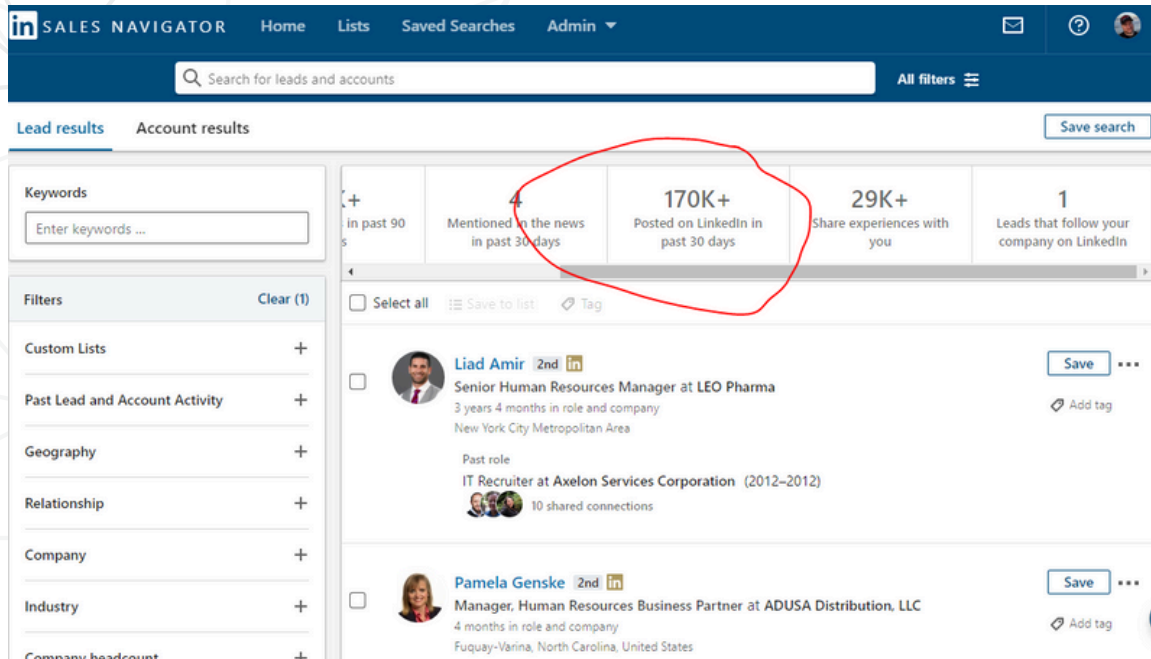 in SALES NAVIGATOR Home Lists Saved Searches Admin
Search for leads and accounts
All filters
Lead results Account results
Save search
Keywords
Enter keywords ...
Filters Clear (1)
Custom Lists +
Past Lead and Account Activity +
Geography +
Relationship +
Company +
Industry +
Company headcount +
in past 90
4
Mentioned in the news
in past 30 days
170K+
Posted on LinkedIn in
past 30 days
29K+
Share experiences with
you
1
Leads that follow your
company on LinkedIn
Select all Save to list Tag
Liad Amir 2nd in
Senior Human Resources Manager at LEO Pharma
3 years 4 months in role and company
New York City Metropolitan Area
Past role
IT Recruiter at Axelon Services Corporation (2012–2012)
10 shared connections
Save
Add tag
Pamela Genske 2nd in
Manager, Human Resources Business Partner at ADUSA Distribution, LLC
4 months in role and company
Fuquay-Varina, North Carolina, United States
Save
Add tag